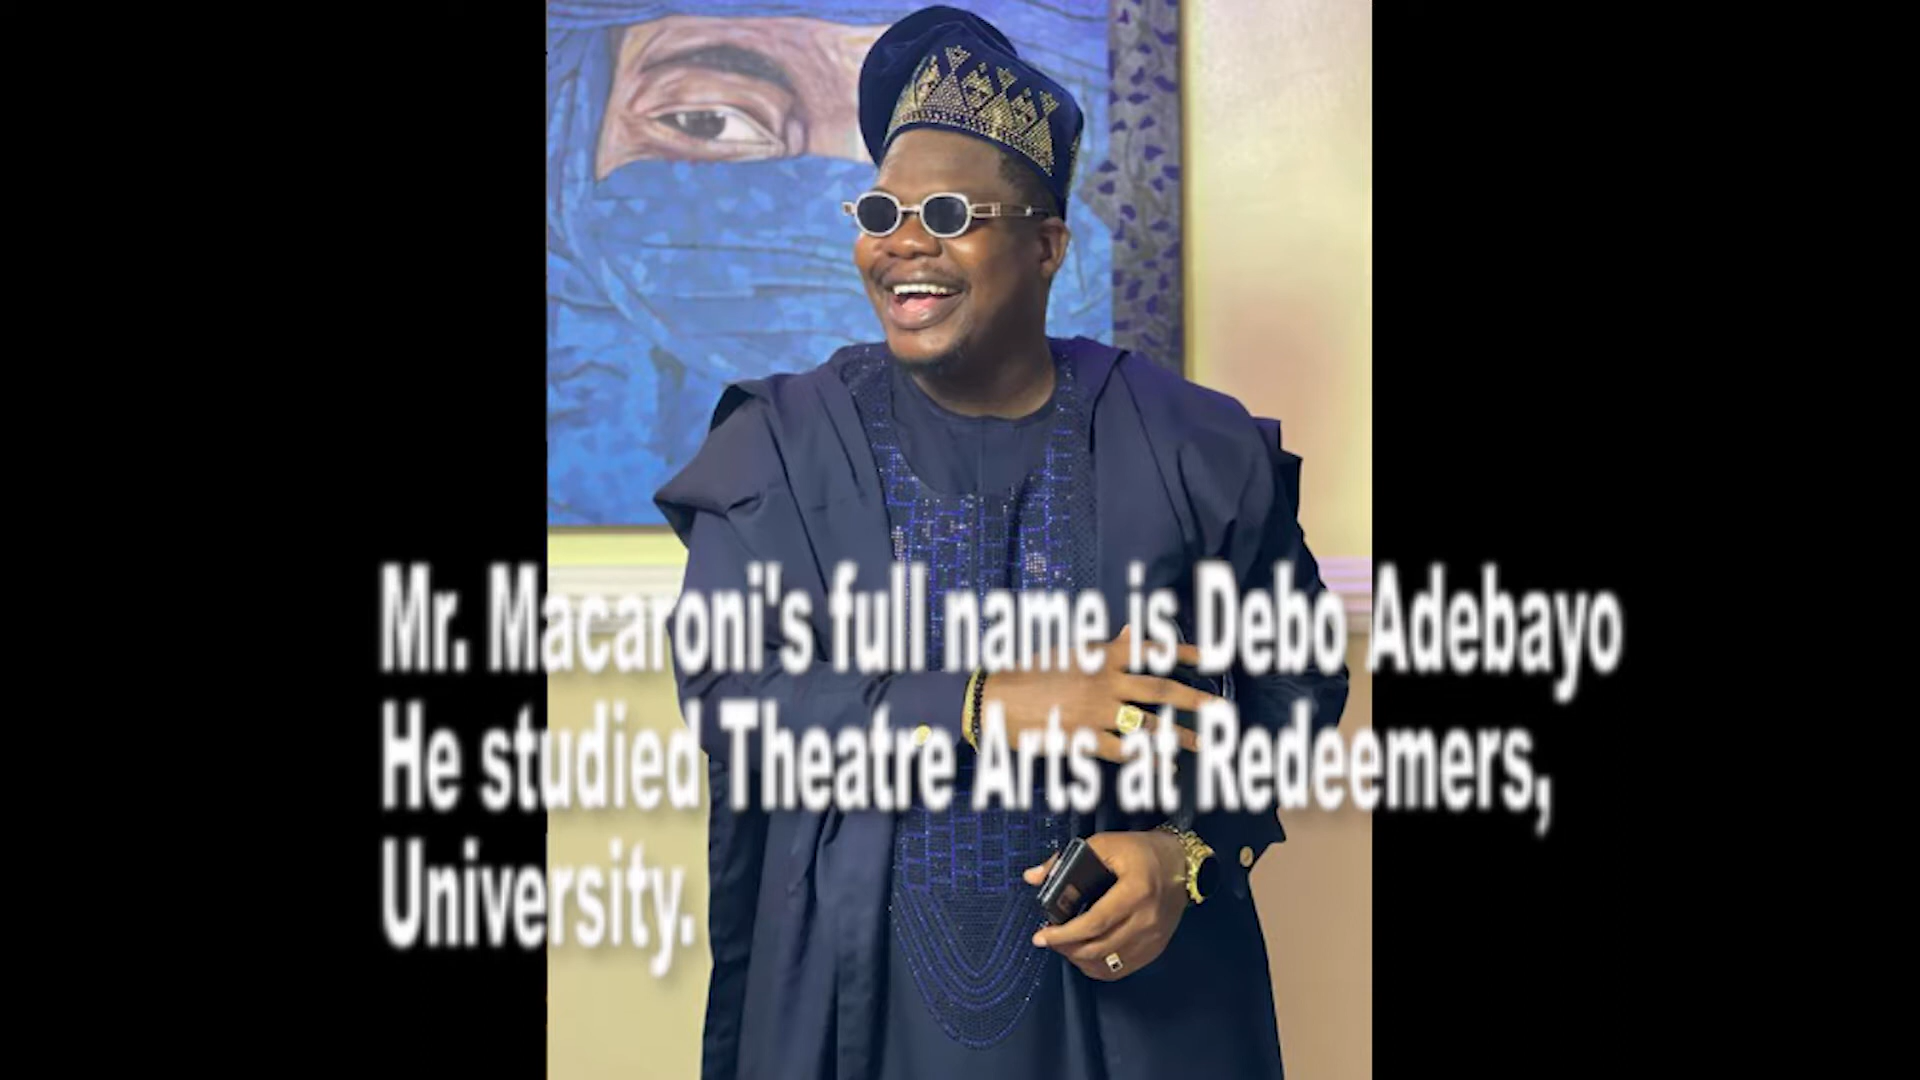 Mr. Macaroni's full name is Debo Adebayo
He studied Theatre Arts at Redeemers,
University.